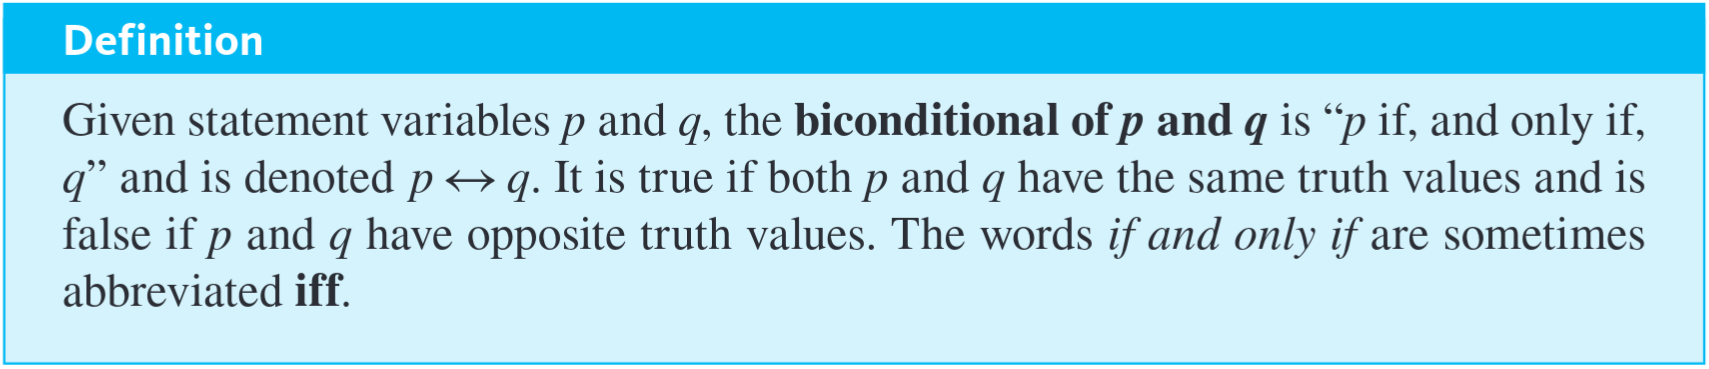 Definition
Given statement variables p and q, the biconditional of p and q is “p if, and only if,
q” and is denoted p ↔ q. It is true if both p and q have the same truth values and is
false if p and q have opposite truth values. The words if and only if are sometimes
abbreviated iff.